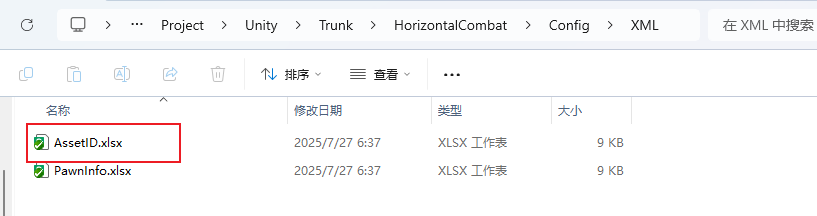 … Project > Unity > Trunk > HorizontalCombat > Config > XML > 在 XML 中搜索
排序 查看 ...
名称 修改日期 类型 大小
AssetID.xlsx 2025/7/27 6:37 XLSX 工作表 9 KB
PawnInfo.xlsx 2025/7/27 6:37 XLSX 工作表 9 KB